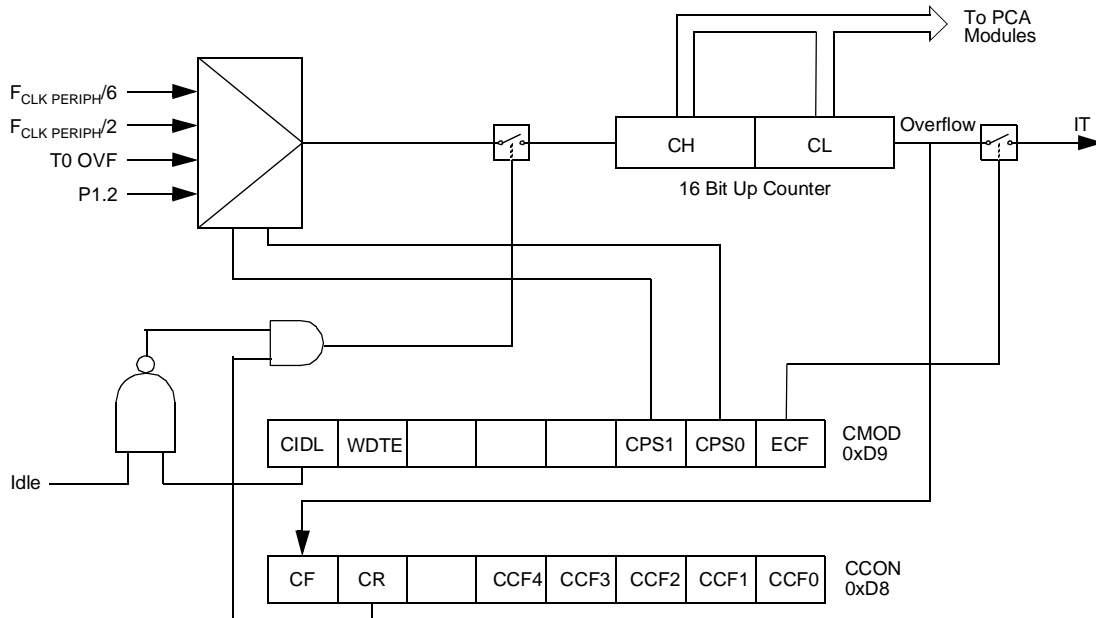 To PCA
Modules
FCLK PERIPH/6
FCLK PERIPH/2
T0 OVF
P1.2
CH
CL
Overflow
IT
16 Bit Up Counter
CIDL
WDTE
CPS1
CPS0
ECF
CMOD
0xD9
Idle
CF
CR
CCF4
CCF3
CCF2
CCF1
CCF0
CCON
0xD8